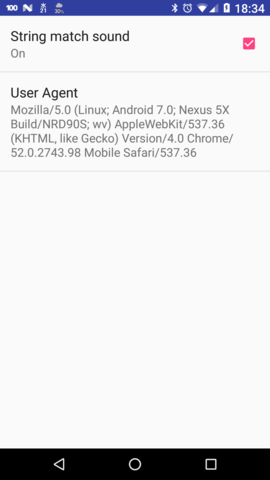 100 31 30% 18:34
String match sound
On
User Agent
Mozilla/5.0 (Linux; Android 7.0; Nexus 5X
Build/NRD90S; wv) AppleWebKit/537.36
(KHTML, like Gecko) Version/4.0 Chrome/
52.0.2743.98 Mobile Safari/537.36